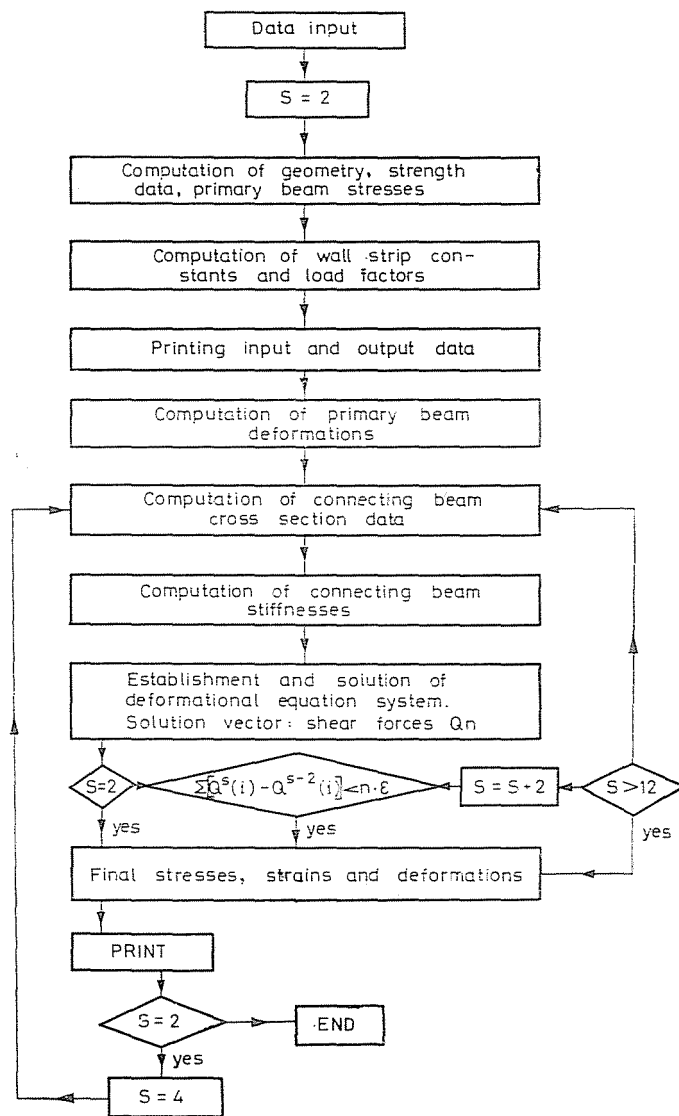 Data input
S = 2
Computation of geometry, strength
data, primary beam stresses
Computation of wall strip con-
stants and load factors
Printing input and output data
Computation of primary beam
deformations
Computation of connecting beam
cross section data
Computation of connecting beam
stiffnesses
Establishment and solution of
deformational equation system.
Solution vector: shear forces Qn
S=2
Σ[Q^s(i)-Q^{s-2}(i)]<n·ε
S = S+2
S>12
yes
yes
yes
Final stresses, strains and deformations
PRINT
S = 2
END
yes
S = 4